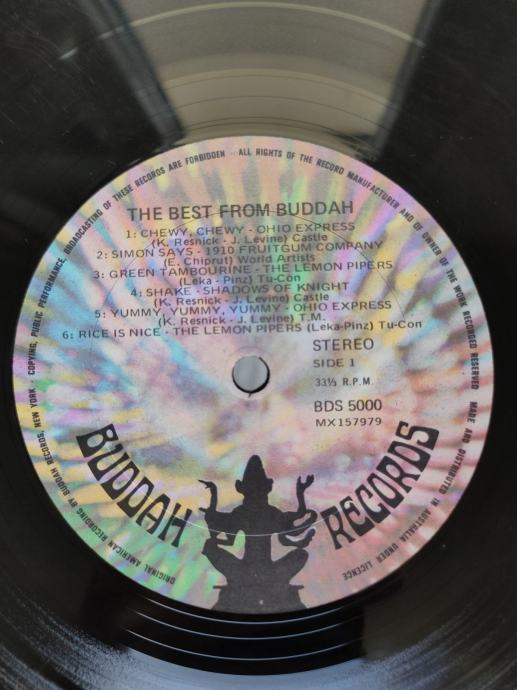 THE BEST FROM BUDDAH
1: CHEWY, CHEWY - OHIO EXPRESS
(K. Resnick - J. Levine) Castle
2: SIMON SAYS - 1910 FRUITGUM COMPANY
(E. Chiprut) World Artists
3: GREEN TAMBOURINE - THE LEMON PIPERS
(Leka - Pinz) Tu-Con
4: SHAKE - SHADOWS OF KNIGHT
(K. Resnick - J. Levine) Castle
5: YUMMY, YUMMY, YUMMY - OHIO EXPRESS
(K. Resnick - J. Levine) T.M.
6: RICE IS NICE - THE LEMON PIPERS (Leka-Pinz) Tu-Con
STEREO
SIDE 1
33⅓ R.P.M.
BDS 5000
MX157979
BUDDAH RECORDS
ORIGINAL AMERICAN RECORDING BY BUDDAH RECORDS, NEW YORK - COPYING, PUBLIC PERFORMANCE, BROADCASTING OF THESE RECORDS ARE FORBIDDEN - ALL RIGHTS OF THE RECORD MANUFACTURER AND OF OWNER OF THE WORK RECORDED RESERVED MADE AND DISTRIBUTED IN AUSTRALIA UNDER LICENCE